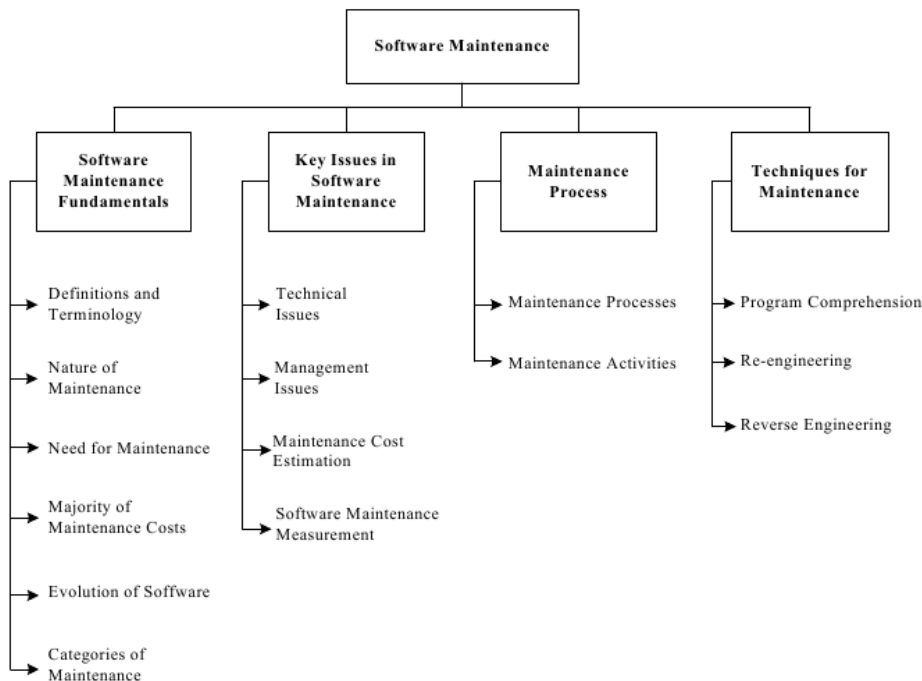 Software Maintenance
Software
Maintenance
Fundamentals
Key Issues in
Software
Maintenance
Maintenance
Process
Techniques for
Maintenance
Definitions and
Terminology
Nature of
Maintenance
Need for Maintenance
Majority of
Maintenance Costs
Evolution of Soffware
Categories of
Maintenance
Technical
Issues
Management
Issues
Maintenance Cost
Estimation
Software Maintenance
Measurement
Maintenance Processes
Maintenance Activities
Program Comprehension
Re-engineering
Reverse Engineering